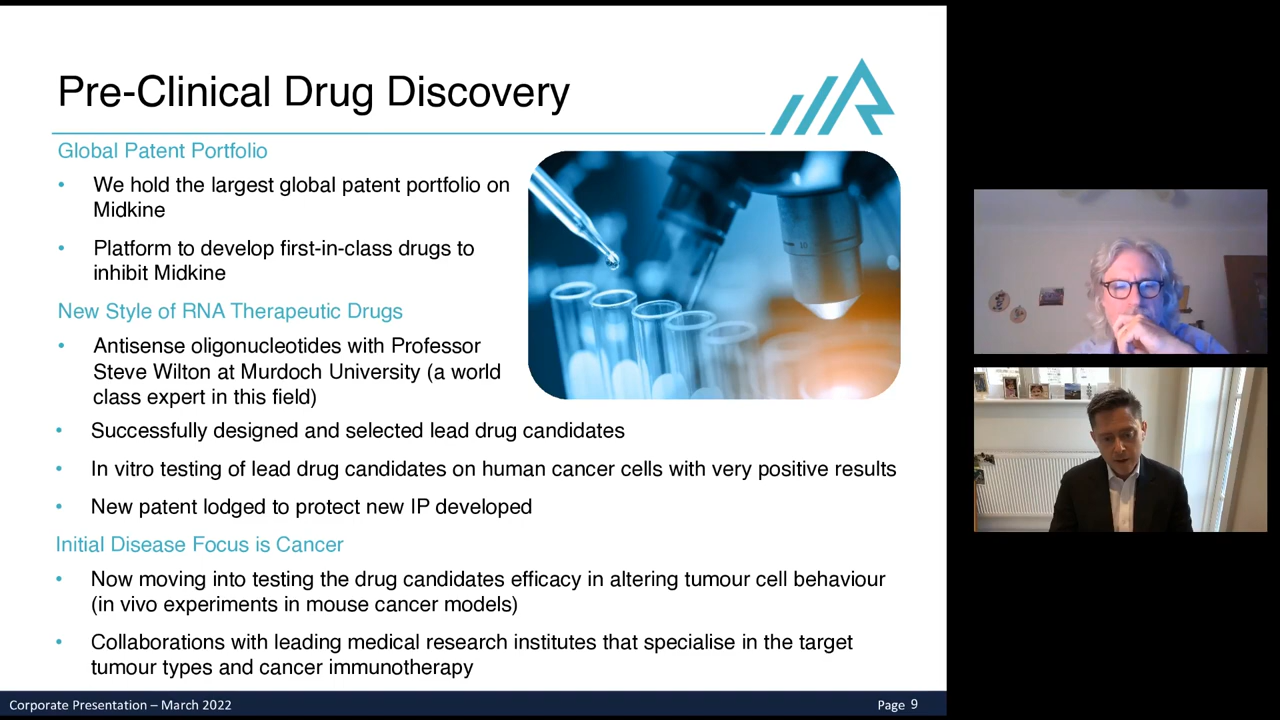 Pre-Clinical Drug Discovery
Global Patent Portfolio
• We hold the largest global patent portfolio on
Midkine
• Platform to develop first-in-class drugs to
inhibit Midkine
New Style of RNA Therapeutic Drugs
• Antisense oligonucleotides with Professor
Steve Wilton at Murdoch University (a world
class expert in this field)
• Successfully designed and selected lead drug candidates
• In vitro testing of lead drug candidates on human cancer cells with very positive results
• New patent lodged to protect new IP developed
Initial Disease Focus is Cancer
• Now moving into testing the drug candidates efficacy in altering tumour cell behaviour
(in vivo experiments in mouse cancer models)
• Collaborations with leading medical research institutes that specialise in the target
tumour types and cancer immunotherapy
10
Corporate Presentation – March 2022
Page 9